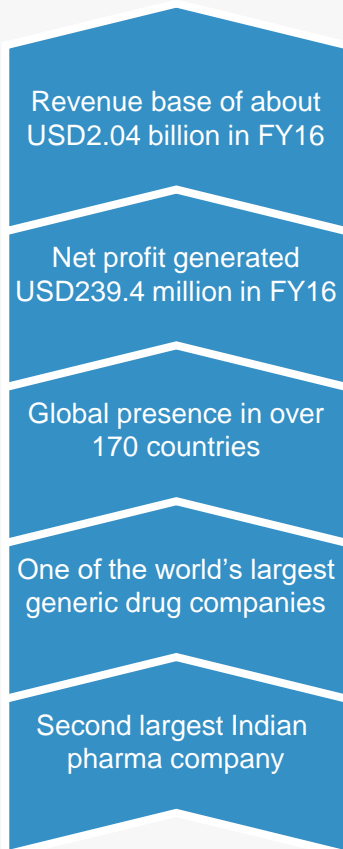 Revenue base of about
USD2.04 billion in FY16
Net profit generated
USD239.4 million in FY16
Global presence in over
170 countries
One of the world’s largest
generic drug companies
Second largest Indian
pharma company